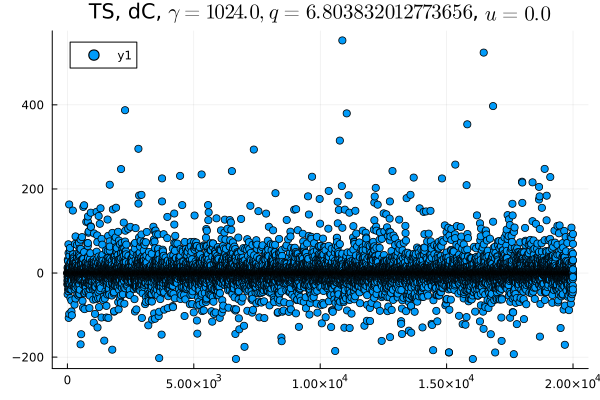 TS, dC, γ = 1024.0, q = 6.803832012773656, u = 0.0
y1
400
200
0
−200
0 5.00×10³ 1.00×10⁴ 1.50×10⁴ 2.00×10⁴